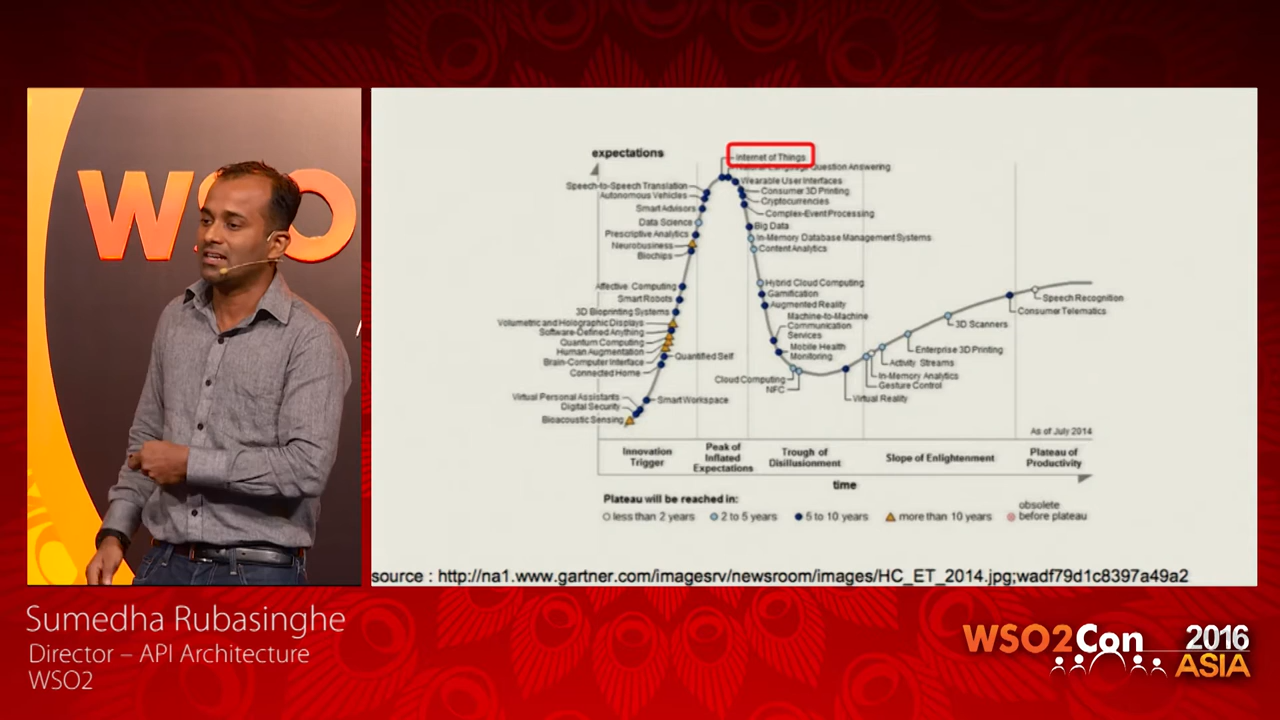 WSO
expectations
Internet of Things
Natural-Language Question Answering
Speech-to-Speech Translation
Wearable User Interfaces
Autonomous Vehicles
Consumer 3D Printing
Cryptocurrencies
Smart Advisors
Complex-Event Processing
Data Science
Big Data
Prescriptive Analytics
In-Memory Database Management Systems
Neurobusiness
Content Analytics
Biochips
Hybrid Cloud Computing
Affective Computing
Gamification
Smart Robots
Augmented Reality
Speech Recognition
3D Bioprinting Systems
Consumer Telematics
Machine-to-Machine
Communication
Services
Volumetric and Holographic Displays
3D Scanners
Software-Defined Anything
Quantum Computing
Mobile Health
Monitoring
Enterprise 3D Printing
Human Augmentation
Quantified Self
Brain-Computer Interface
Activity Streams
Connected Home
Cloud Computing
In-Memory Analytics
NFC
Gesture Control
Virtual Personal Assistants
Smart Workspace
Virtual Reality
Digital Security
Bioacoustic Sensing
As of July 2014
Innovation
Trigger
Peak of
Inflated
Expectations
Trough of
Disillusionment
Slope of Enlightenment
Plateau of
Productivity
time
Plateau will be reached in:
less than 2 years
2 to 5 years
5 to 10 years
more than 10 years
obsolete
before plateau
source : http://na1.www.gartner.com/imagesrv/newsroom/images/HC_ET_2014.jpg;wadf79d1c8397a49a2
Sumedha Rubasinghe
Director – API Architecture
WSO2
WSO2Con 2016
ASIA